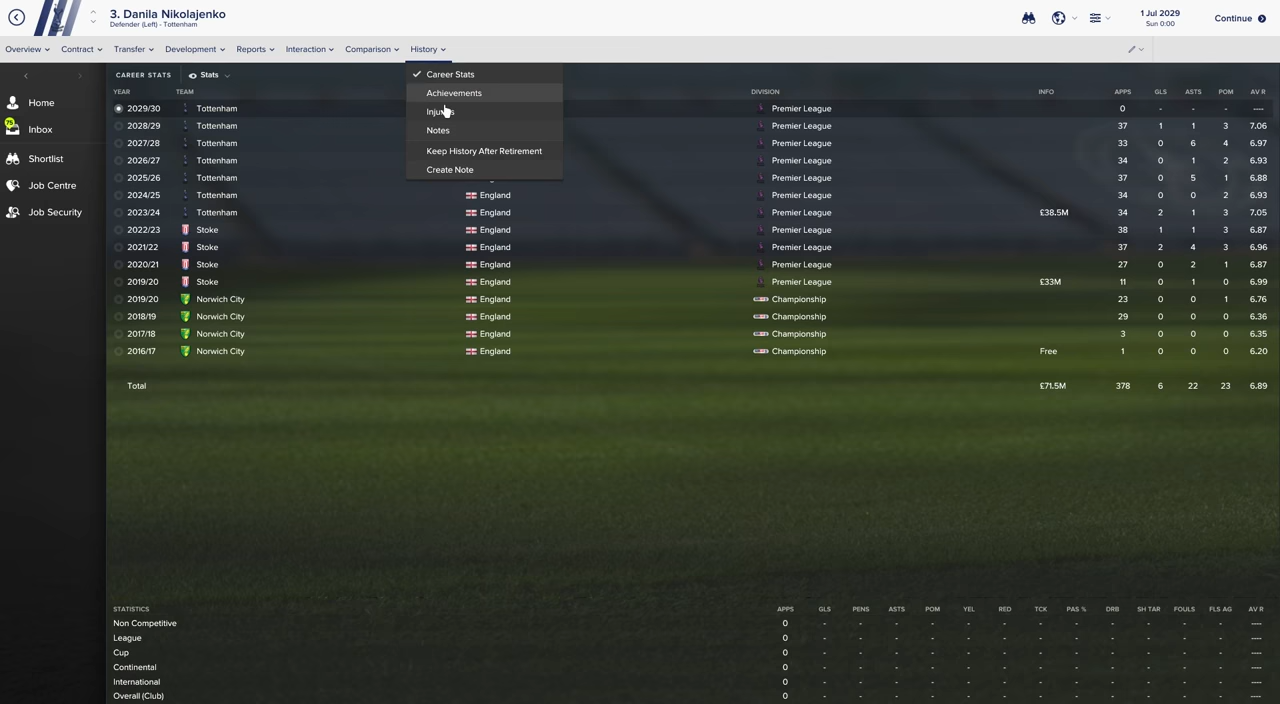 3. Danila Nikolajenko
Defender (Left) - Tottenham
1 Jul 2029
Sun 0:00
Continue
Overview Contract Transfer Development Reports Interaction Comparison History
CAREER STATS Stats
Career Stats
Achievements
Notes
Keep History After Retirement
Create Note
Home
75
Inbox
Shortlist
Job Centre
Job Security
YEAR TEAM DIVISION INFO APPS GLS ASTS POM AV R
2029/30 Tottenham Premier League 0 - - - ----
2028/29 Tottenham Premier League 37 1 1 3 7.06
2027/28 Tottenham Premier League 33 0 6 4 6.97
2026/27 Tottenham Premier League 34 0 1 2 6.93
2025/26 Tottenham Premier League 37 0 5 1 6.88
2024/25 Tottenham England Premier League 34 0 0 2 6.93
2023/24 Tottenham England Premier League £38.5M 34 2 1 3 7.05
2022/23 Stoke England Premier League 38 1 1 3 6.87
2021/22 Stoke England Premier League 37 2 4 3 6.96
2020/21 Stoke England Premier League 27 0 2 1 6.87
2019/20 Stoke England Premier League £33M 11 0 1 0 6.99
2019/20 Norwich City England Championship 23 0 0 1 6.76
2018/19 Norwich City England Championship 29 0 0 0 6.36
2017/18 Norwich City England Championship 3 0 0 0 6.35
2016/17 Norwich City England Championship Free 1 0 0 0 6.20
Total £71.5M 378 6 22 23 6.89
STATISTICS APPS GLS PENS ASTS POM YEL RED TCK PAS % DRB SH TAR FOULS FLS AG AV R
Non Competitive 0 - - - - - - - - - - - - ----
League 0 - - - - - - - - - - - - ----
Cup 0 - - - - - - - - - - - - ----
Continental 0 - - - - - - - - - - - - ----
International 0 - - - - - - - - - - - - ----
Overall (Club) 0 - - - - - - - - - - - - ----